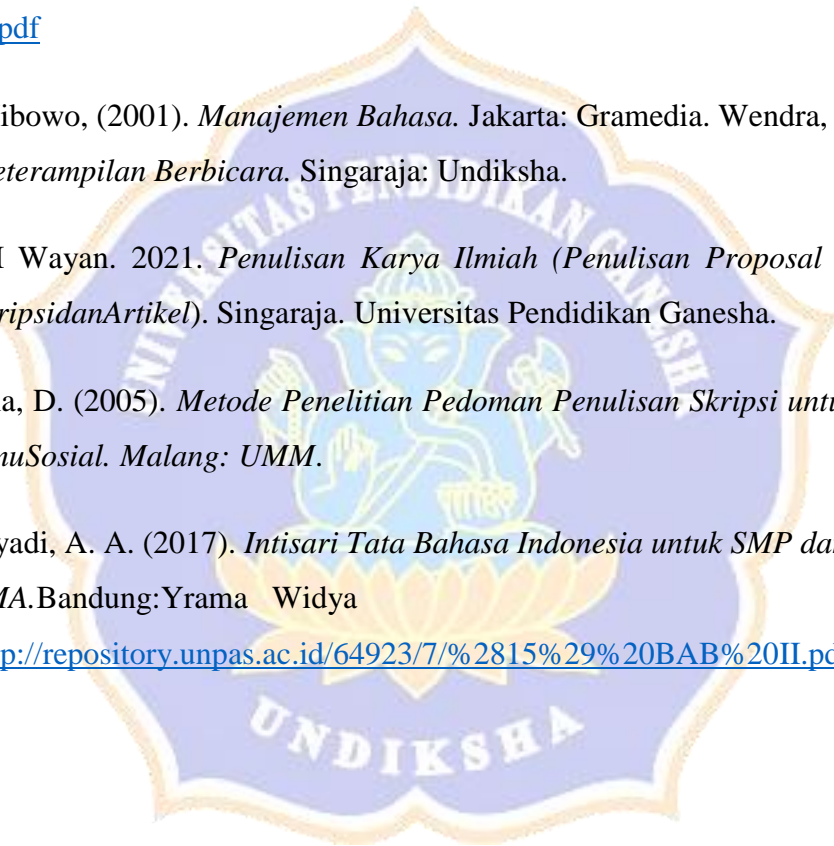 pdf
ibowo, (2001). Manajemen Bahasa. Jakarta: Gramedia. Wendra,
eterampilan Berbicara. Singaraja: Undiksha.
I Wayan. 2021. Penulisan Karya Ilmiah (Penulisan Proposal
ripsidanArtikel). Singaraja. Universitas Pendidikan Ganesha.
a, D. (2005). Metode Penelitian Pedoman Penulisan Skripsi untu
nuSosial. Malang: UMM.
yadi, A. A. (2017). Intisari Tata Bahasa Indonesia untuk SMP da
MA.Bandung:Yrama Widya
p://repository.unpas.ac.id/64923/7/%2815%29%20BAB%20II.pd
UNIVERSITAS PENDIDIKAN GANESHA
UNDIKSHA